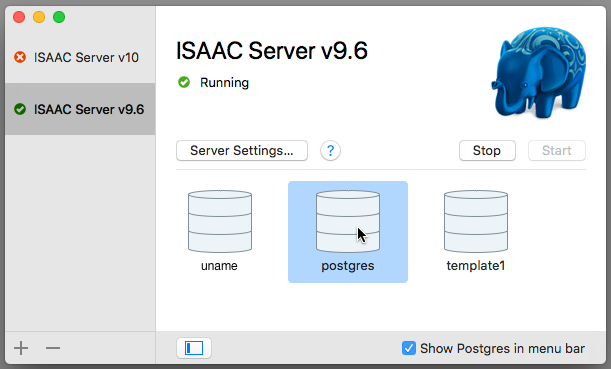 ISAAC Server v10
ISAAC Server v9.6
ISAAC Server v9.6
Running
Server Settings...
?
Stop
Start
uname
postgres
template1
Show Postgres in menu bar